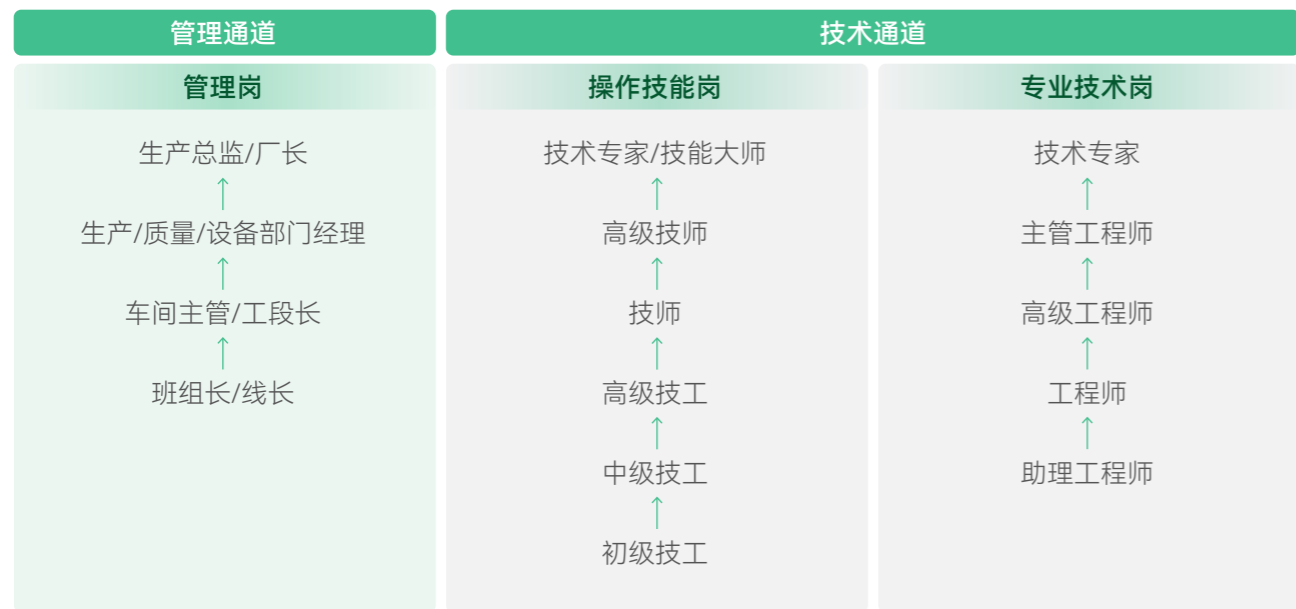 管理通道
技术通道
管理岗
生产总监/厂长
生产/质量/设备部门经理
车间主管/工段长
班组长/线长
操作技能岗
技术专家/技能大师
高级技师
技师
高级技工
中级技工
初级技工
专业技术岗
技术专家
主管工程师
高级工程师
工程师
助理工程师